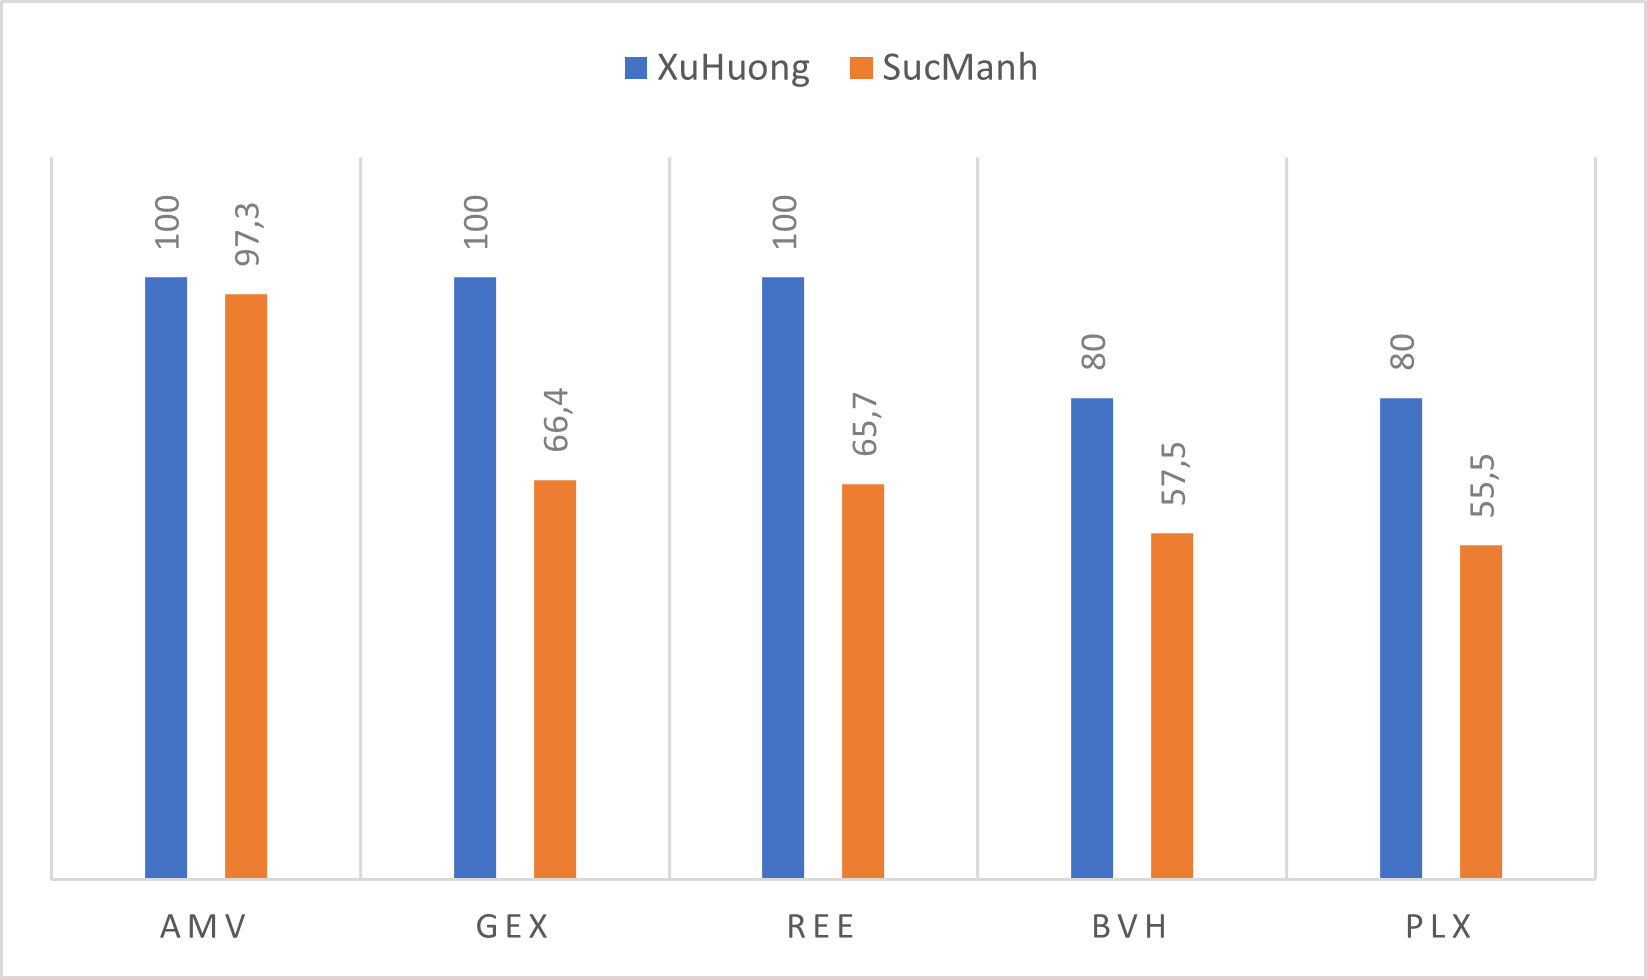 XuHuong SucManh
100 97,3 100 66,4 100 65,7 80 57,5 80 55,5
AMV GEX REE BVH PLX